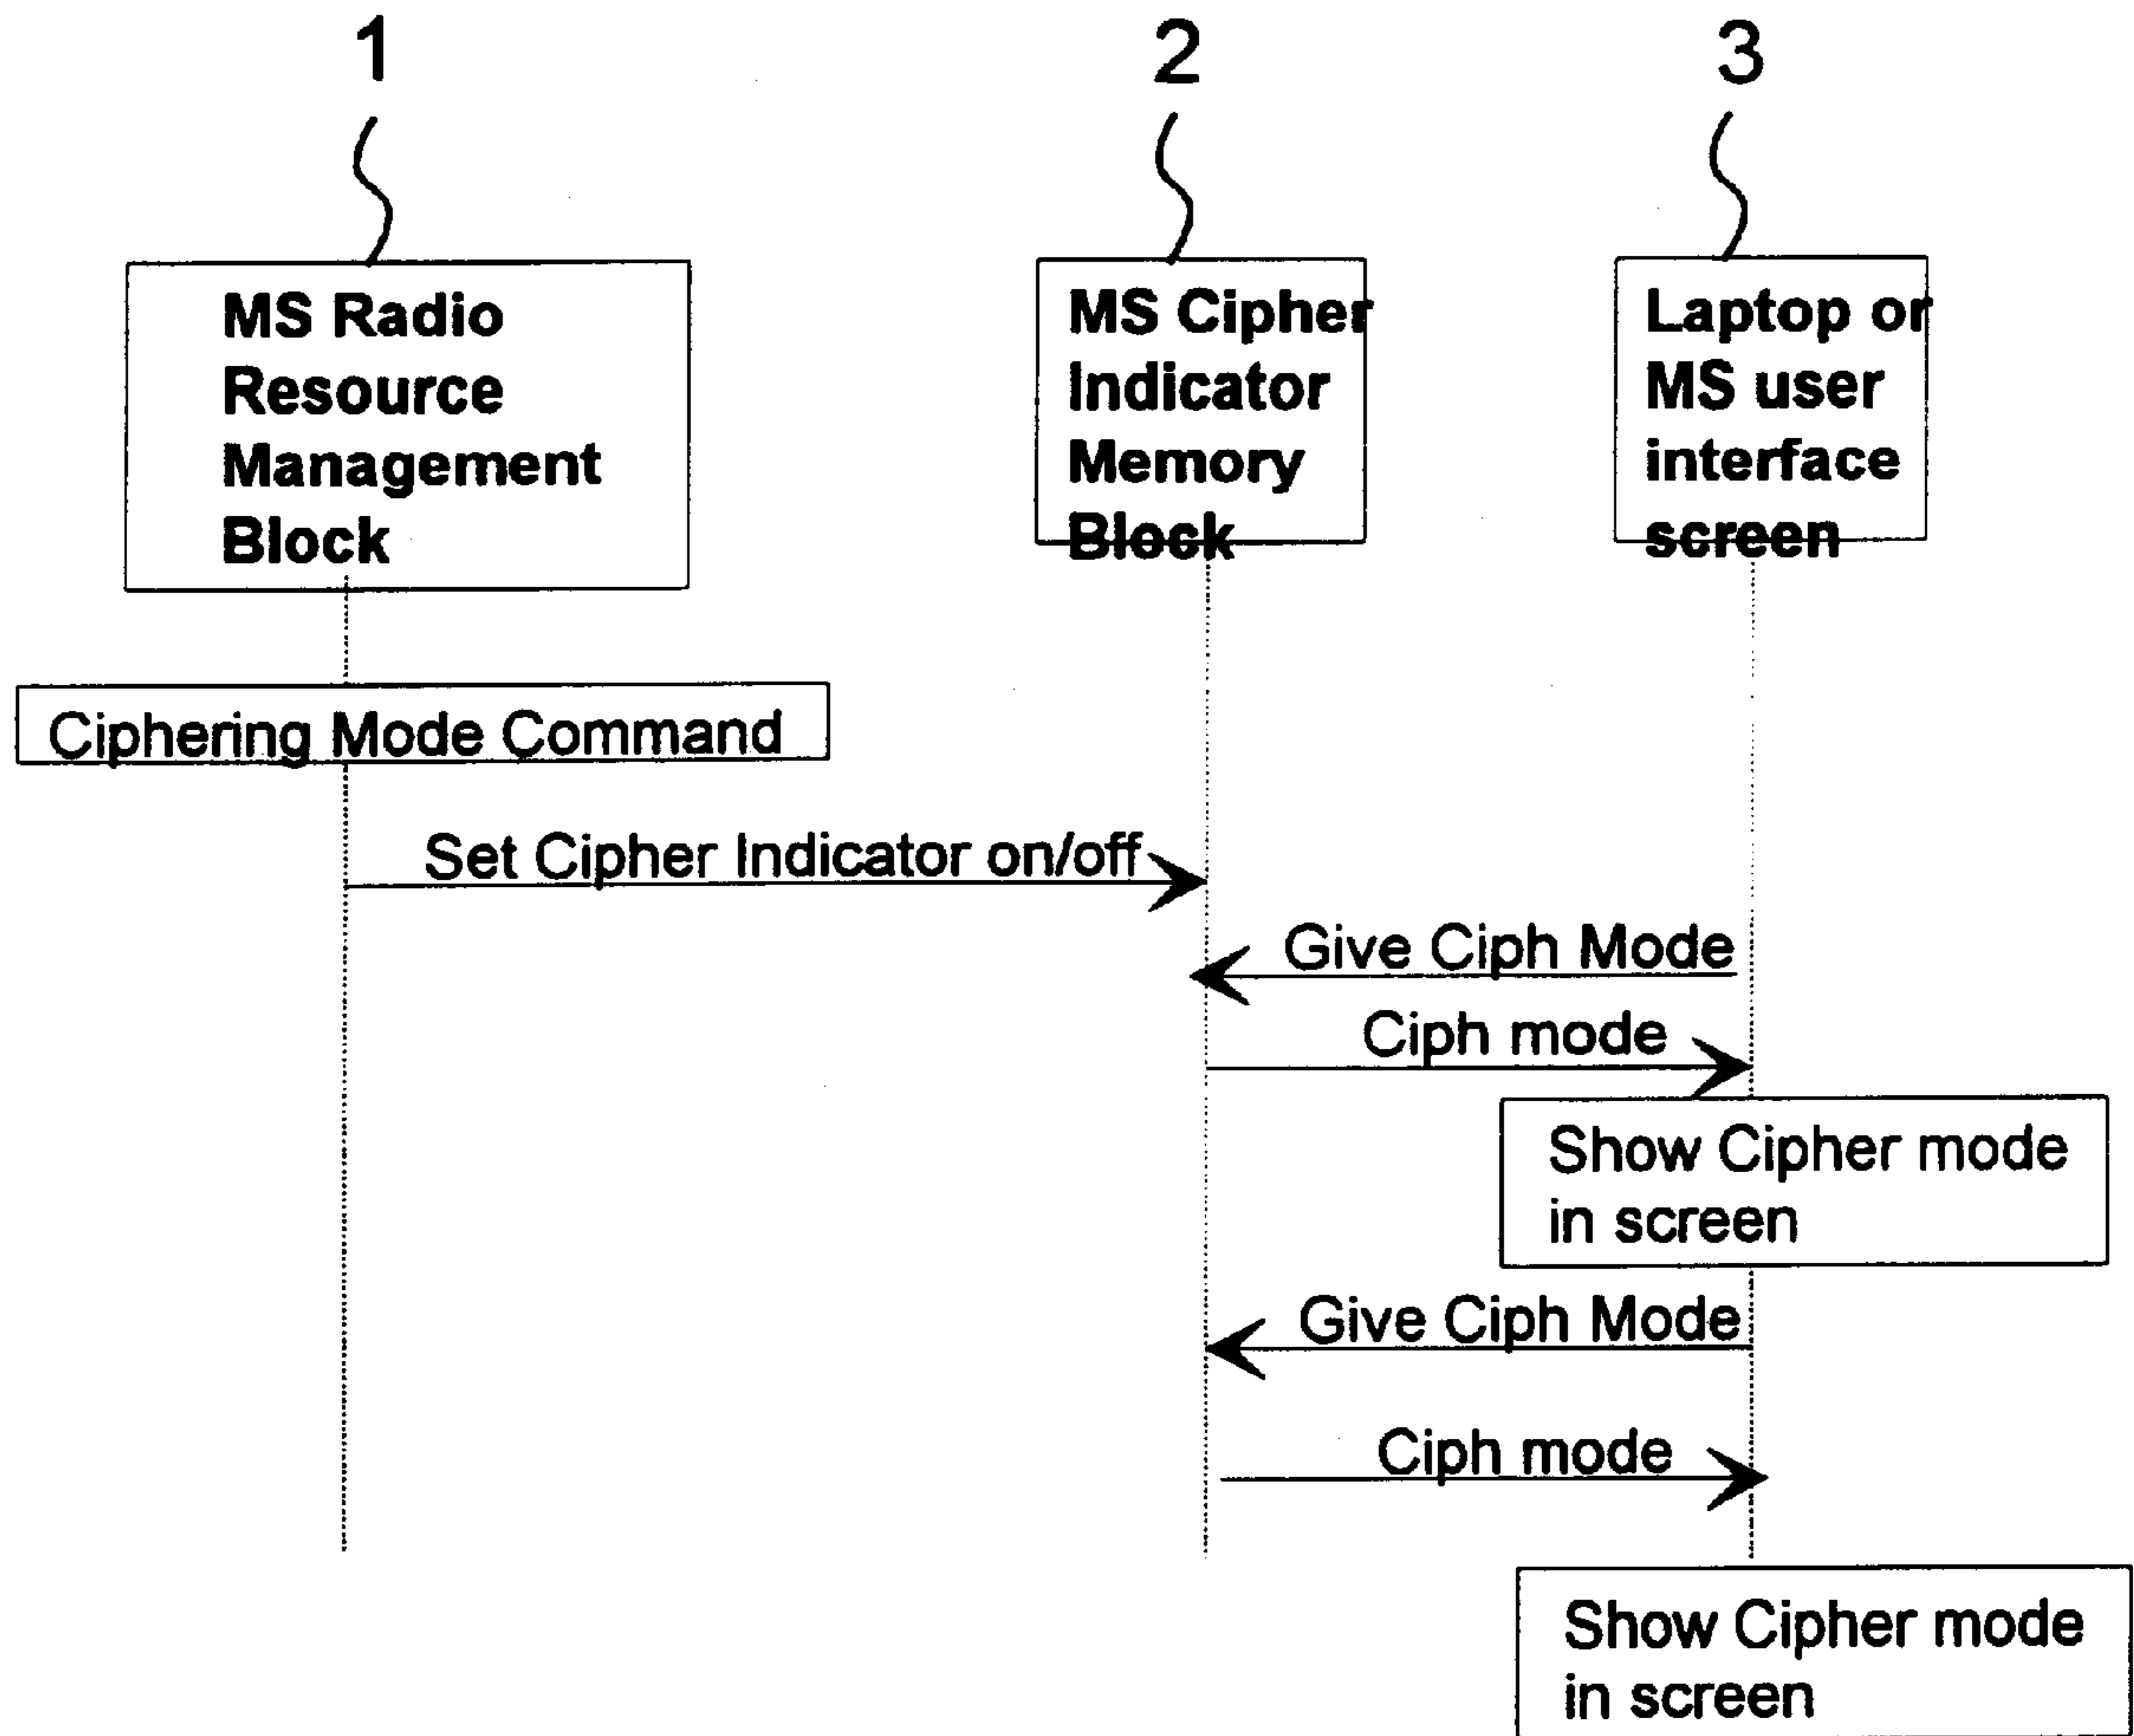 1
2
3
MS Radio
Resource
Management
Block
MS Cipher
Indicator
Memory
Block
Laptop or
MS user
interface
screen
Ciphering Mode Command
Set Cipher Indicator on/off
Give Ciph Mode
Ciph mode
Show Cipher mode
in screen
Give Ciph Mode
Ciph mode
Show Cipher mode
in screen